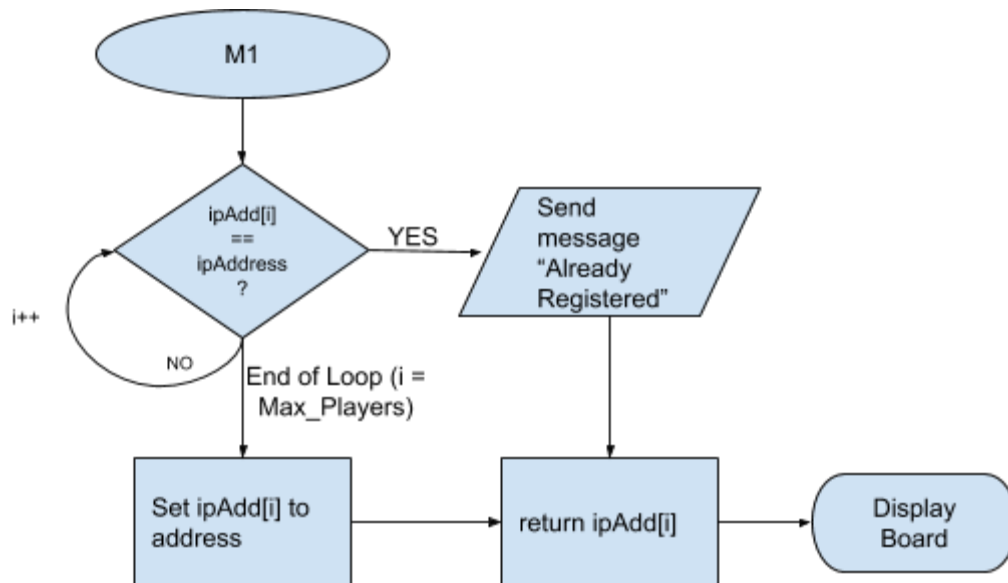 M1
ipAdd[i]
==
ipAddress
?
YES
Send
message
“Already
Registered”
i++
NO
End of Loop (i =
Max_Players)
Set ipAdd[i] to
address
return ipAdd[i]
Display
Board